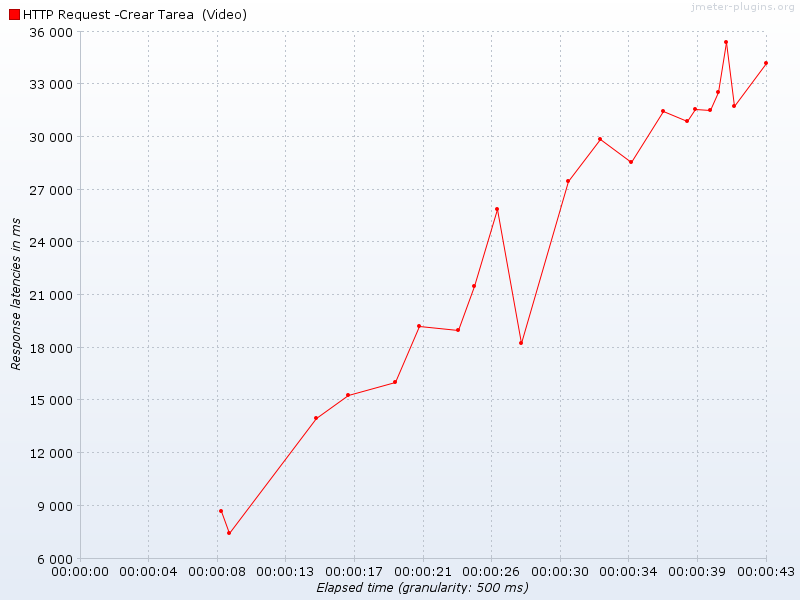 jmeter-plugins.org
HTTP Request -Crear Tarea (Video)
36 000
33 000
30 000
27 000
24 000
21 000
18 000
15 000
12 000
9 000
6 000
Response latencies in ms
00:00:00 00:00:04 00:00:08 00:00:13 00:00:17 00:00:21 00:00:26 00:00:30 00:00:34 00:00:39 00:00:43
Elapsed time (granularity: 500 ms)